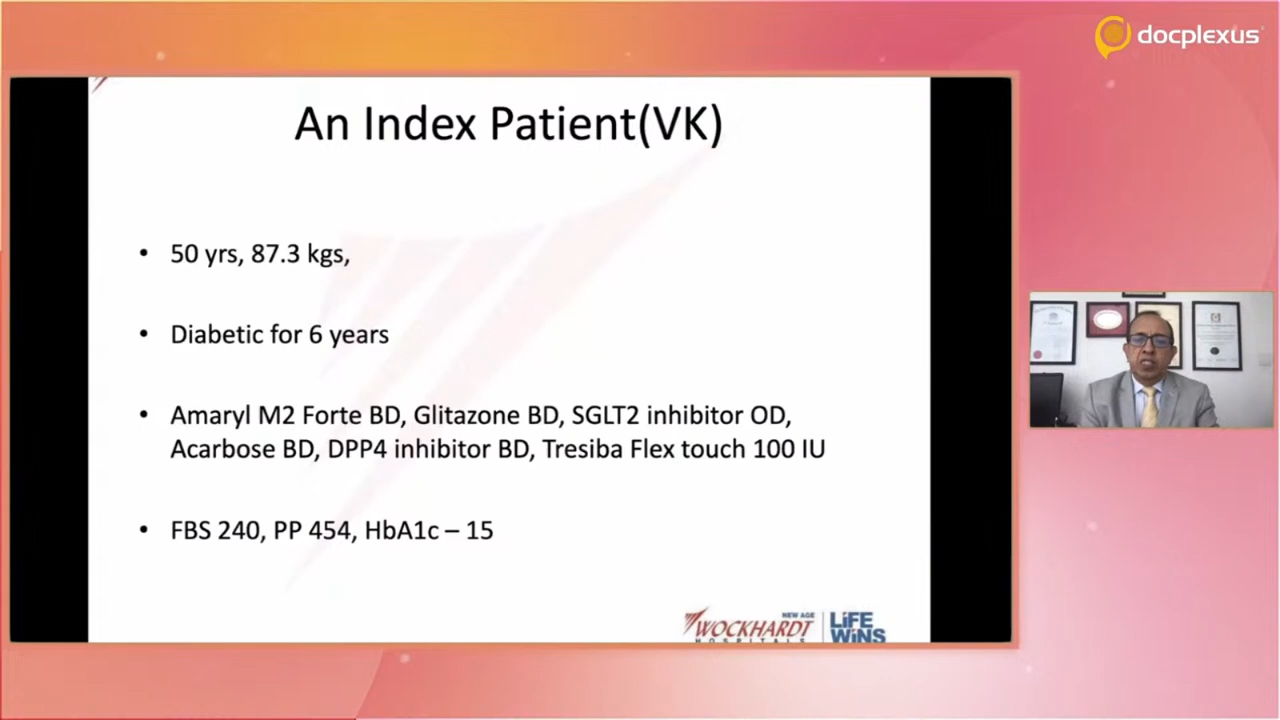 docplexus
An Index Patient(VK)
• 50 yrs, 87.3 kgs,
• Diabetic for 6 years
• Amaryl M2 Forte BD, Glitazone BD, SGLT2 inhibitor OD,
Acarbose BD, DPP4 inhibitor BD, Tresiba Flex touch 100 IU
• FBS 240, PP 454, HbA1c – 15
NEW AGE
WOCKHARDT
HOSPITALS
LiFE
WiNS